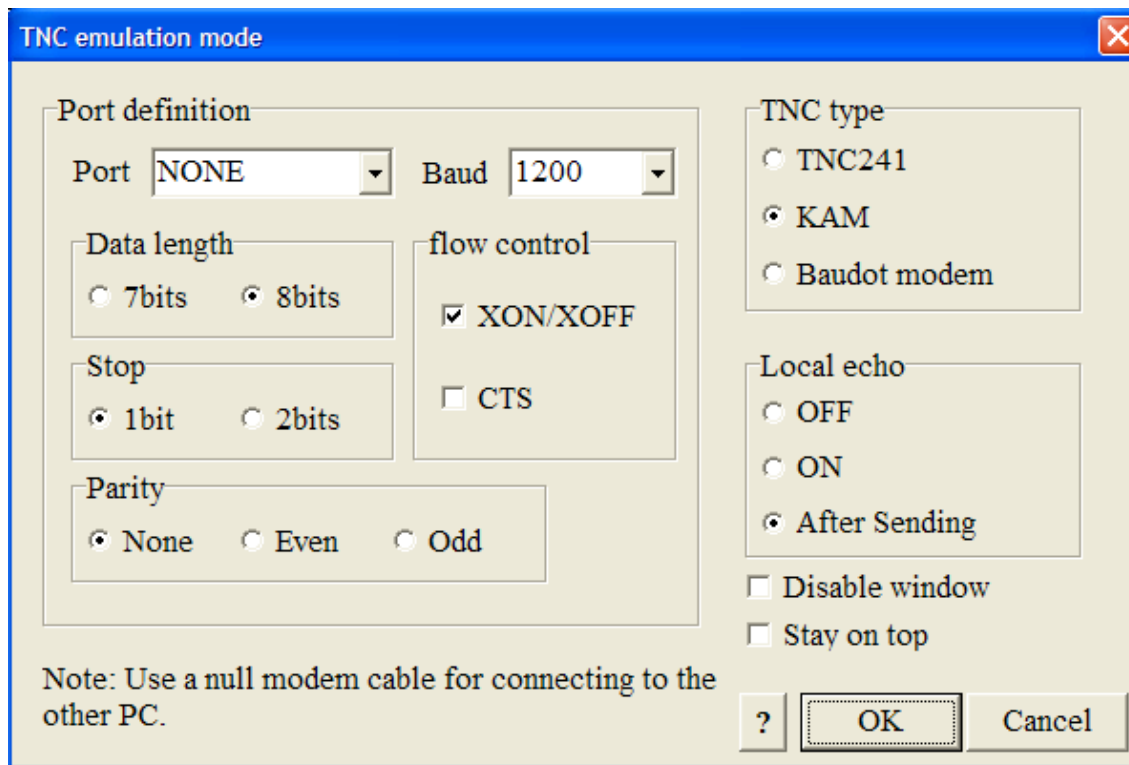 TNC emulation mode
Port definition
Port NONE Baud 1200
Data length
7bits 8bits
flow control
XON/XOFF
CTS
Stop
1bit 2bits
Parity
None Even Odd
TNC type
TNC241
KAM
Baudot modem
Local echo
OFF
ON
After Sending
Disable window
Stay on top
Note: Use a null modem cable for connecting to the
other PC.
? OK Cancel